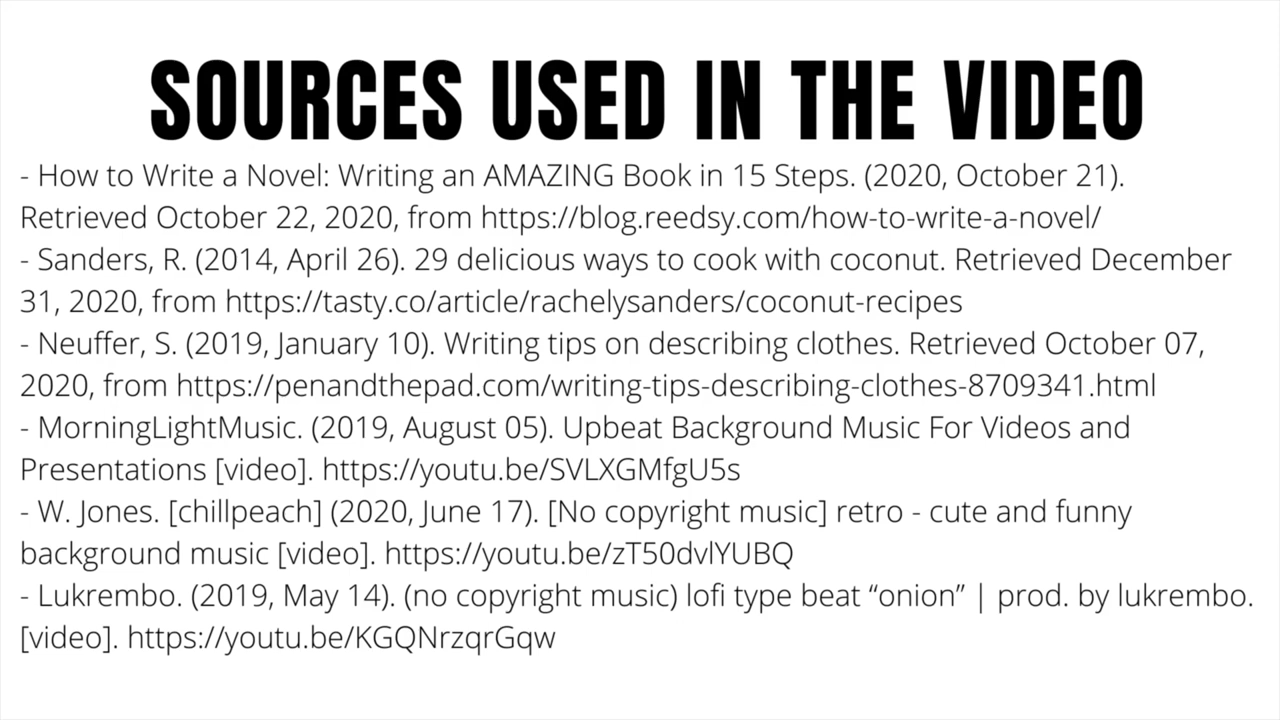 SOURCES USED IN THE VIDEO
- How to Write a Novel: Writing an AMAZING Book in 15 Steps. (2020, October 21).
Retrieved October 22, 2020, from https://blog.reedsy.com/how-to-write-a-novel/
- Sanders, R. (2014, April 26). 29 delicious ways to cook with coconut. Retrieved December
31, 2020, from https://tasty.co/article/rachelysanders/coconut-recipes
- Neuffer, S. (2019, January 10). Writing tips on describing clothes. Retrieved October 07,
2020, from https://penandthepad.com/writing-tips-describing-clothes-8709341.html
- MorningLightMusic. (2019, August 05). Upbeat Background Music For Videos and
Presentations [video]. https://youtu.be/SVLXGMfgU5s
- W. Jones. [chillpeach] (2020, June 17). [No copyright music] retro - cute and funny
background music [video]. https://youtu.be/zT50dvlYUBQ
- Lukrembo. (2019, May 14). (no copyright music) lofi type beat “onion” | prod. by lukrembo.
[video]. https://youtu.be/KGQNrzqrGqw